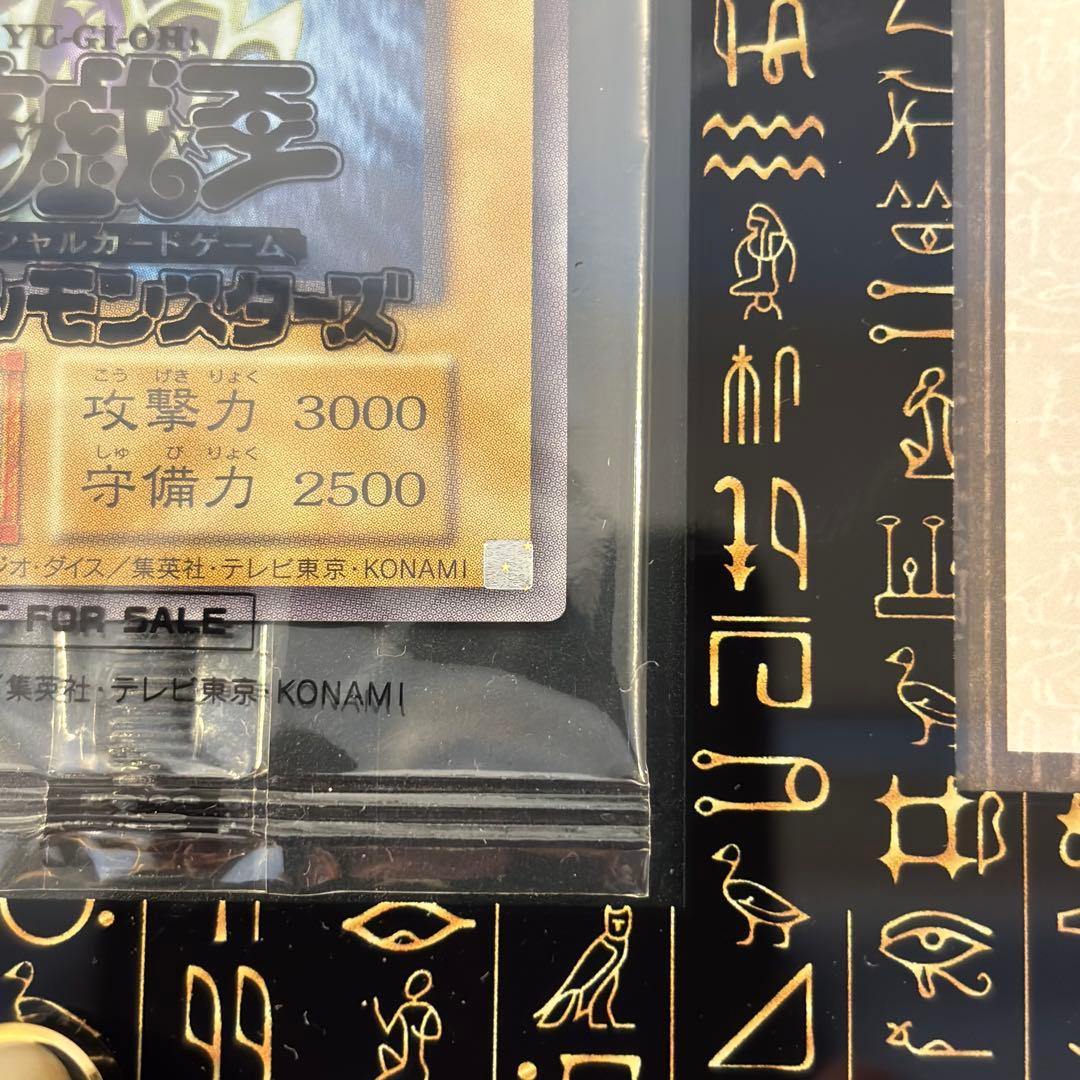 YU-GI-OH!
遊戯王
シャルカードゲーム
モンスターズ
こう げき りょく
攻撃力 3000
しゅ び りょく
守備力 2500
ジオ・ダイス／集英社・テレビ東京・KONAMI
FOR SALE
／集英社・テレビ東京・KONAMI